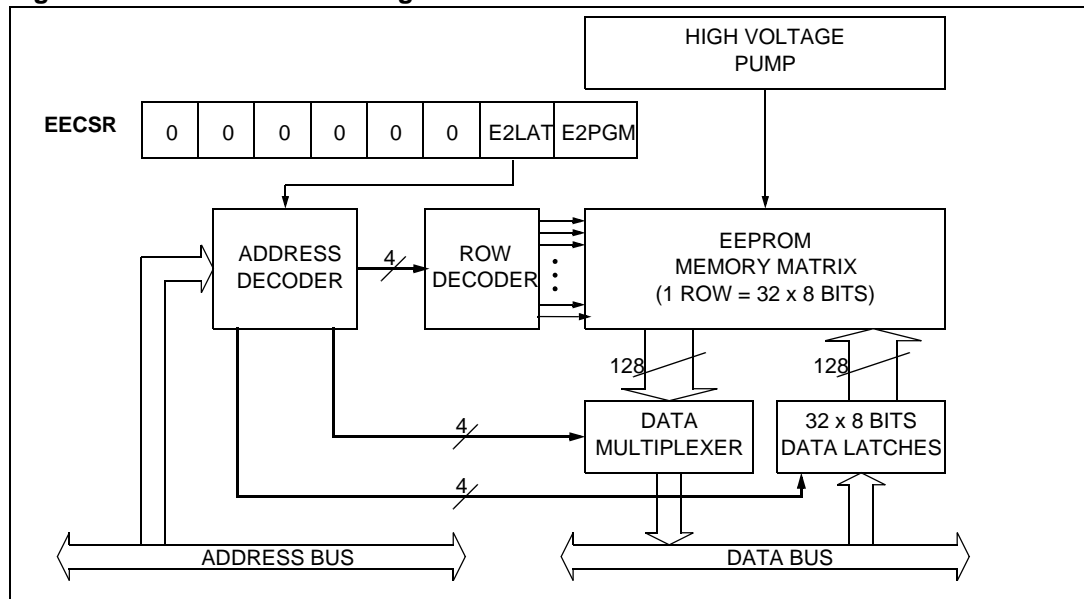 HIGH VOLTAGE
PUMP
EECSR 0 0 0 0 0 0 E2LAT E2PGM
ADDRESS
DECODER
4
ROW
DECODER
EEPROM
MEMORY MATRIX
(1 ROW = 32 x 8 BITS)
128
128
4
DATA
MULTIPLEXER
32 x 8 BITS
DATA LATCHES
4
ADDRESS BUS
DATA BUS